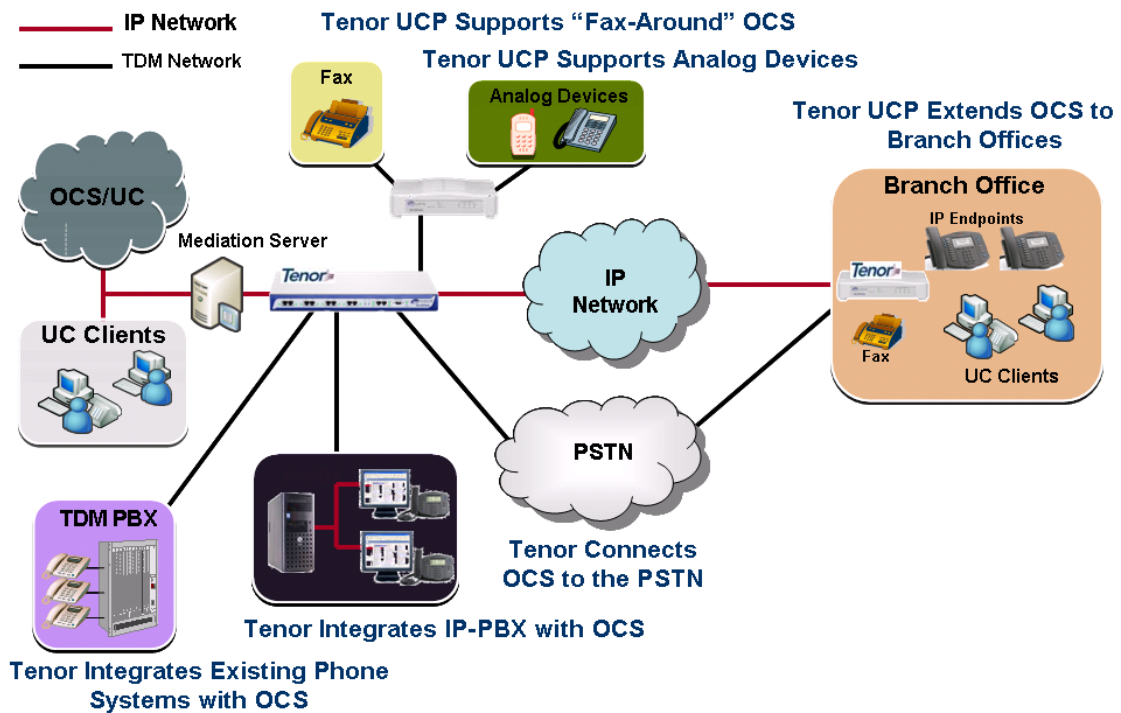 IP Network
TDM Network
Tenor UCP Supports “Fax-Around” OCS
Tenor UCP Supports Analog Devices
Fax
Analog Devices
Tenor UCP Extends OCS to
Branch Offices
OCS/UC
Mediation Server
Tenor
UC Clients
IP
Network
Branch Office
IP Endpoints
Tenor
Fax
UC Clients
PSTN
TDM PBX
Tenor Connects
OCS to the PSTN
Tenor Integrates IP-PBX with OCS
Tenor Integrates Existing Phone
Systems with OCS